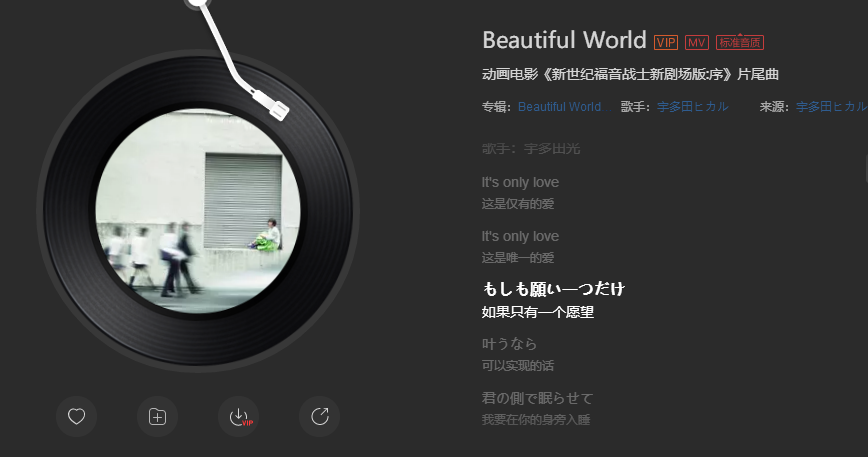 Beautiful World VIP MV 标准音质
动画电影《新世纪福音战士新剧场版:序》片尾曲
专辑：Beautiful World... 歌手：宇多田ヒカル 来源：宇多田ヒカル
歌手：宇多田光
It's only love
这是仅有的爱
It's only love
这是唯一的爱
もしも願い一つだけ
如果只有一个愿望
叶うなら
可以实现的话
君の側で眠らせて
我要在你的身旁入睡
VIP